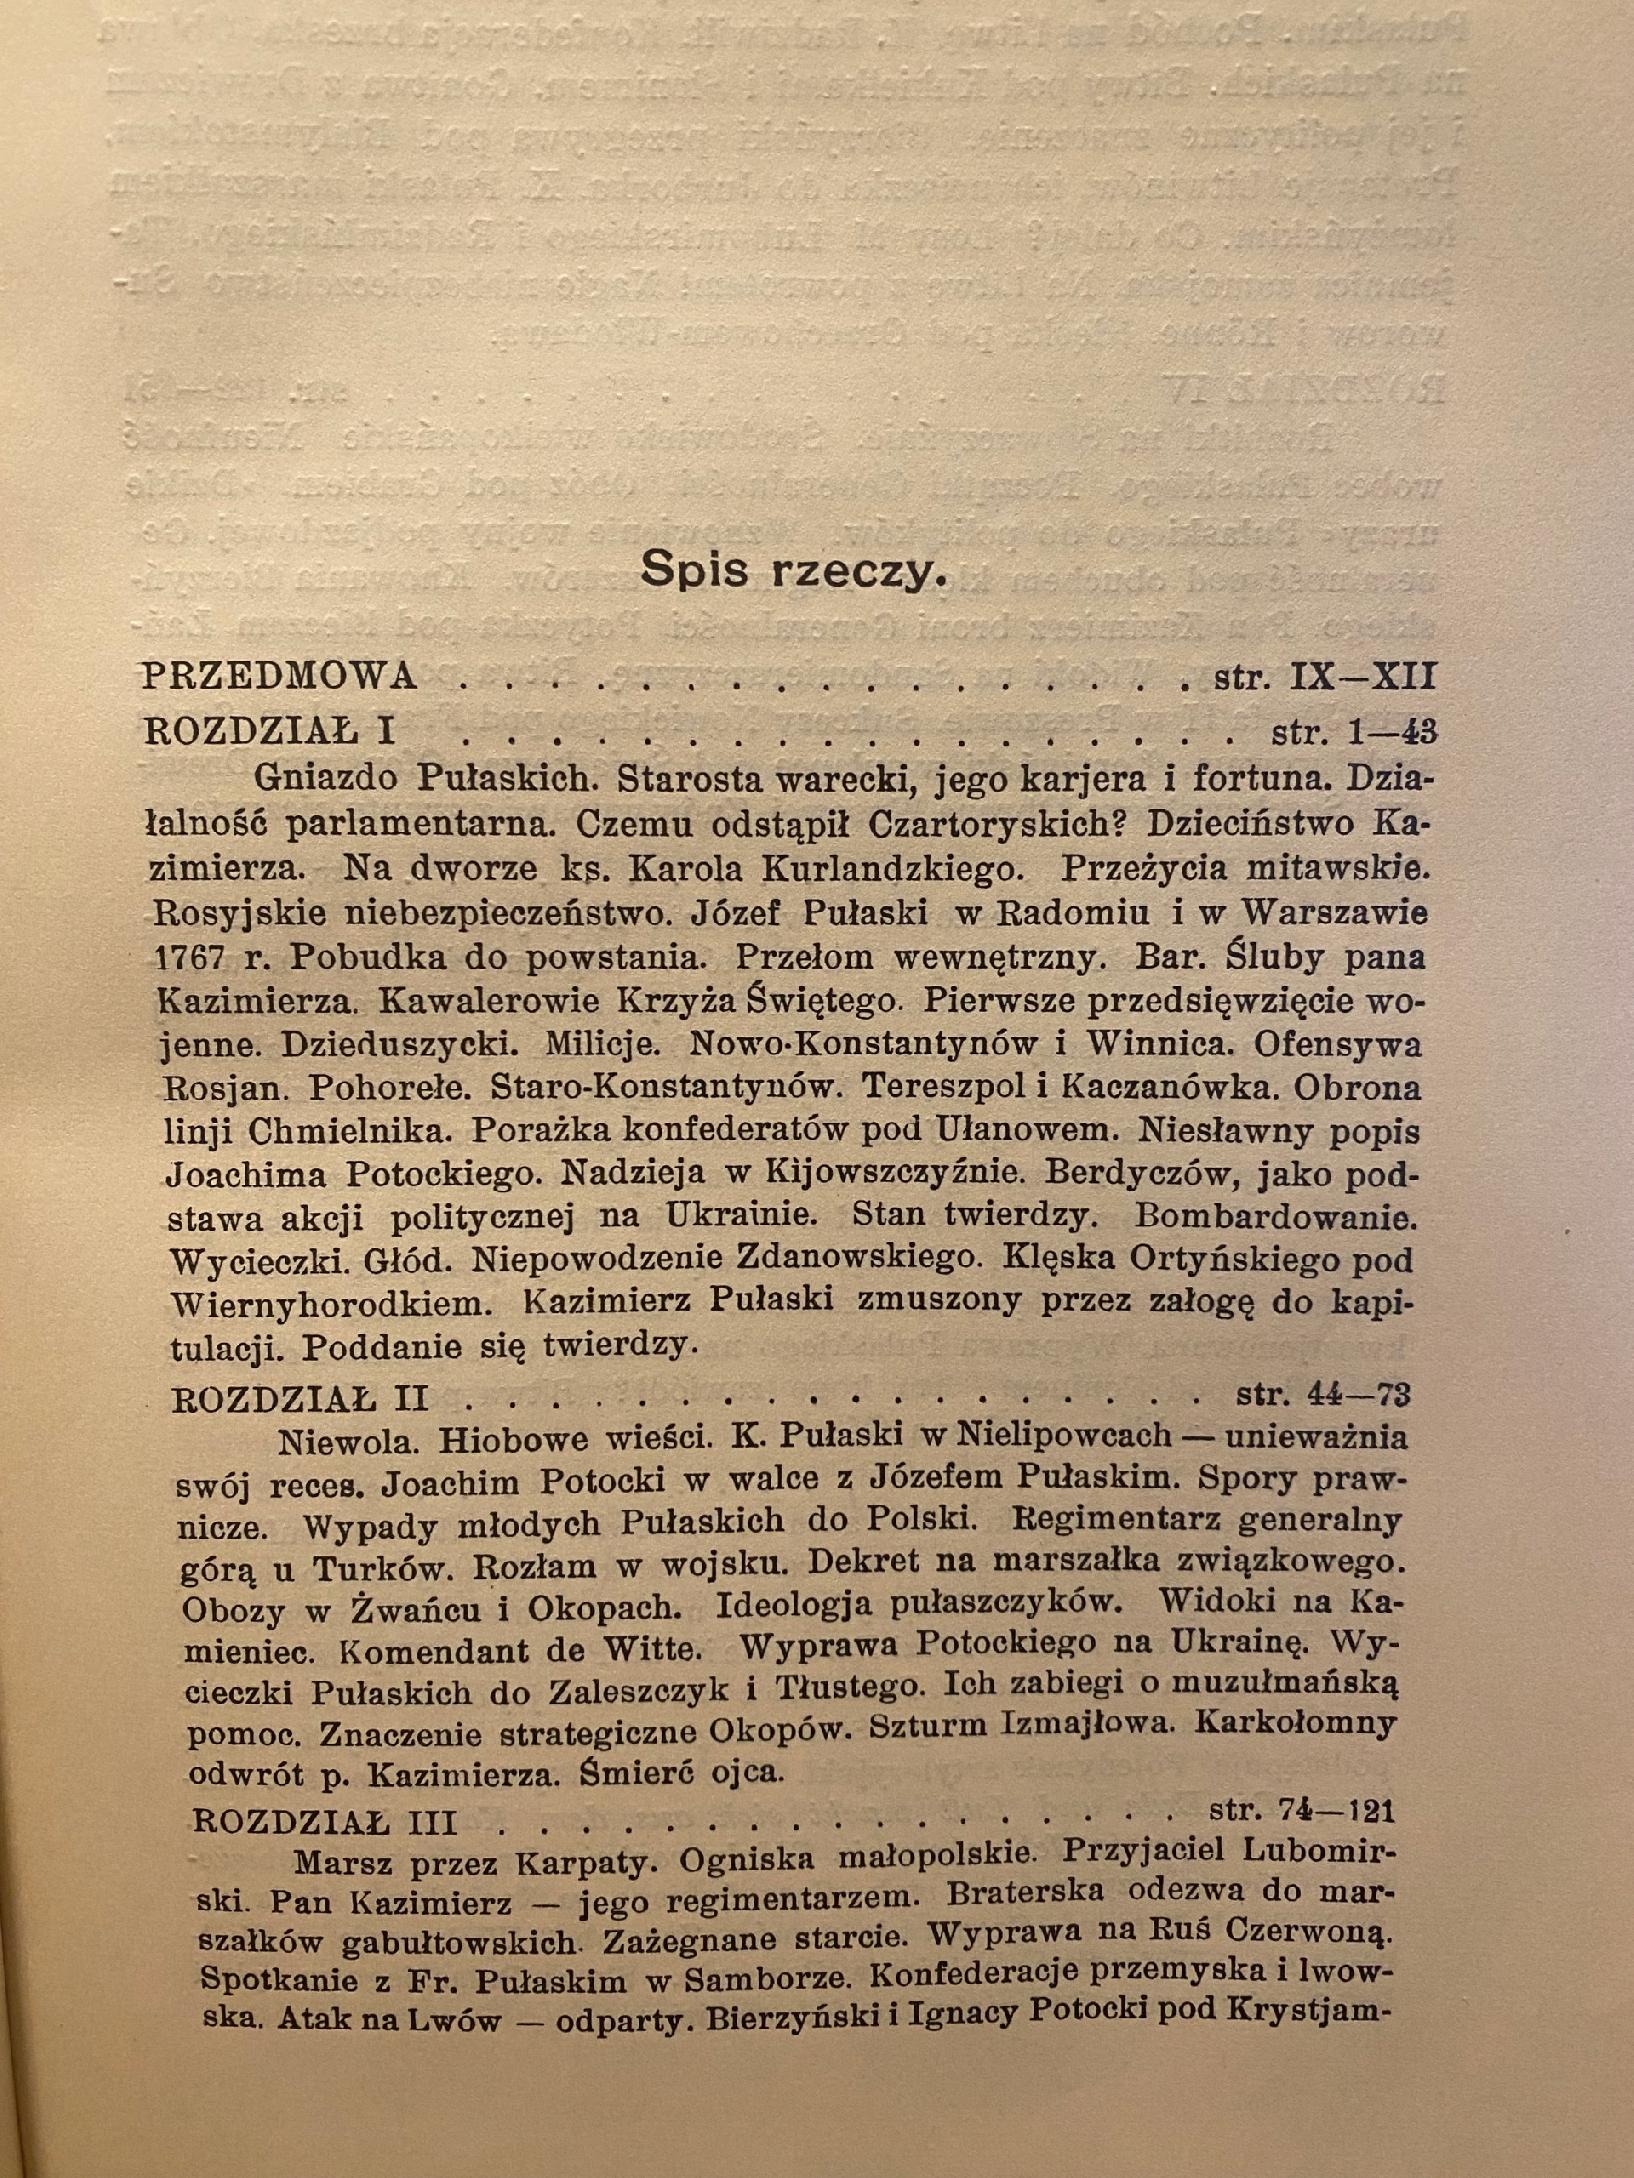 Spis rzeczy.
PRZEDMOWA . . . . . . . . . . . . . . . . . str. IX—XII
ROZDZIAŁ I . . . . . . . . . . . . . . . . . . str. 1—43
Gniazdo Pułaskich. Starosta warecki, jego karjera i fortuna. Dzia-
łalność parlamentarna. Czemu odstąpił Czartoryskich? Dzieciństwo Ka-
zimierza. Na dworze ks. Karola Kurlandzkiego. Przeżycia mitawskie.
Rosyjskie niebezpieczeństwo. Józef Pułaski w Radomiu i w Warszawie
1767 r. Pobudka do powstania. Przełom wewnętrzny. Bar. Śluby pana
Kazimierza. Kawalerowie Krzyża Świętego. Pierwsze przedsięwzięcie wo-
jenne. Dzieduszycki. Milicje. Nowo-Konstantynów i Winnica. Ofensywa
Rosjan. Pohorełe. Staro-Konstantynów. Tereszpol i Kaczanówka. Obrona
linji Chmielnika. Porażka konfederatów pod Ułanowem. Niesławny popis
Joachima Potockiego. Nadzieja w Kijowszczyźnie. Berdyczów, jako pod-
stawa akcji politycznej na Ukrainie. Stan twierdzy. Bombardowanie.
Wycieczki. Głód. Niepowodzenie Zdanowskiego. Klęska Ortyńskiego pod
Wiernyhorodkiem. Kazimierz Pułaski zmuszony przez załogę do kapi-
tulacji. Poddanie się twierdzy.
ROZDZIAŁ II . . . . . . . . . . . . . . . . . . str. 44—73
Niewola. Hiobowe wieści. K. Pułaski w Nielipowcach — unieważnia
swój reces. Joachim Potocki w walce z Józefem Pułaskim. Spory praw-
nicze. Wypady młodych Pułaskich do Polski. Regimentarz generalny
górą u Turków. Rozłam w wojsku. Dekret na marszałka związkowego.
Obozy w Żwańcu i Okopach. Ideologja pułaszczyków. Widoki na Ka-
mieniec. Komendant de Witte. Wyprawa Potockiego na Ukrainę. Wy-
cieczki Pułaskich do Zaleszczyk i Tłustego. Ich zabiegi o muzułmańską
pomoc. Znaczenie strategiczne Okopów. Szturm Izmajłowa. Karkołomny
odwrót p. Kazimierza. Śmierć ojca.
ROZDZIAŁ III . . . . . . . . . . . . . . . . . str. 74—121
Marsz przez Karpaty. Ogniska małopolskie. Przyjaciel Lubomir-
ski. Pan Kazimierz — jego regimentarzem. Braterska odezwa do mar-
szałków gabułtowskich. Zażegnane starcie. Wyprawa na Ruś Czerwoną.
Spotkanie z Fr. Pułaskim w Samborze. Konfederacje przemyska i lwow-
ska. Atak na Lwów — odparty. Bierzyński i Ignacy Potocki pod Krystjam-